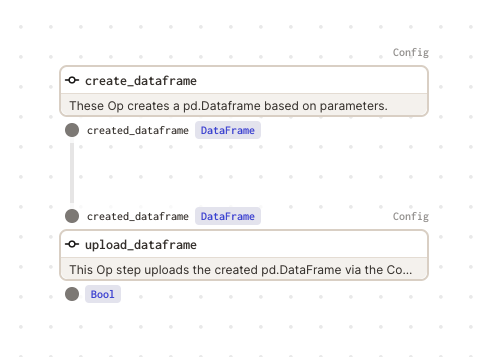 Config
create_dataframe
These Op creates a pd.Dataframe based on parameters.
created_dataframe DataFrame
created_dataframe DataFrame Config
upload_dataframe
This Op step uploads the created pd.DataFrame via the Co...
Bool